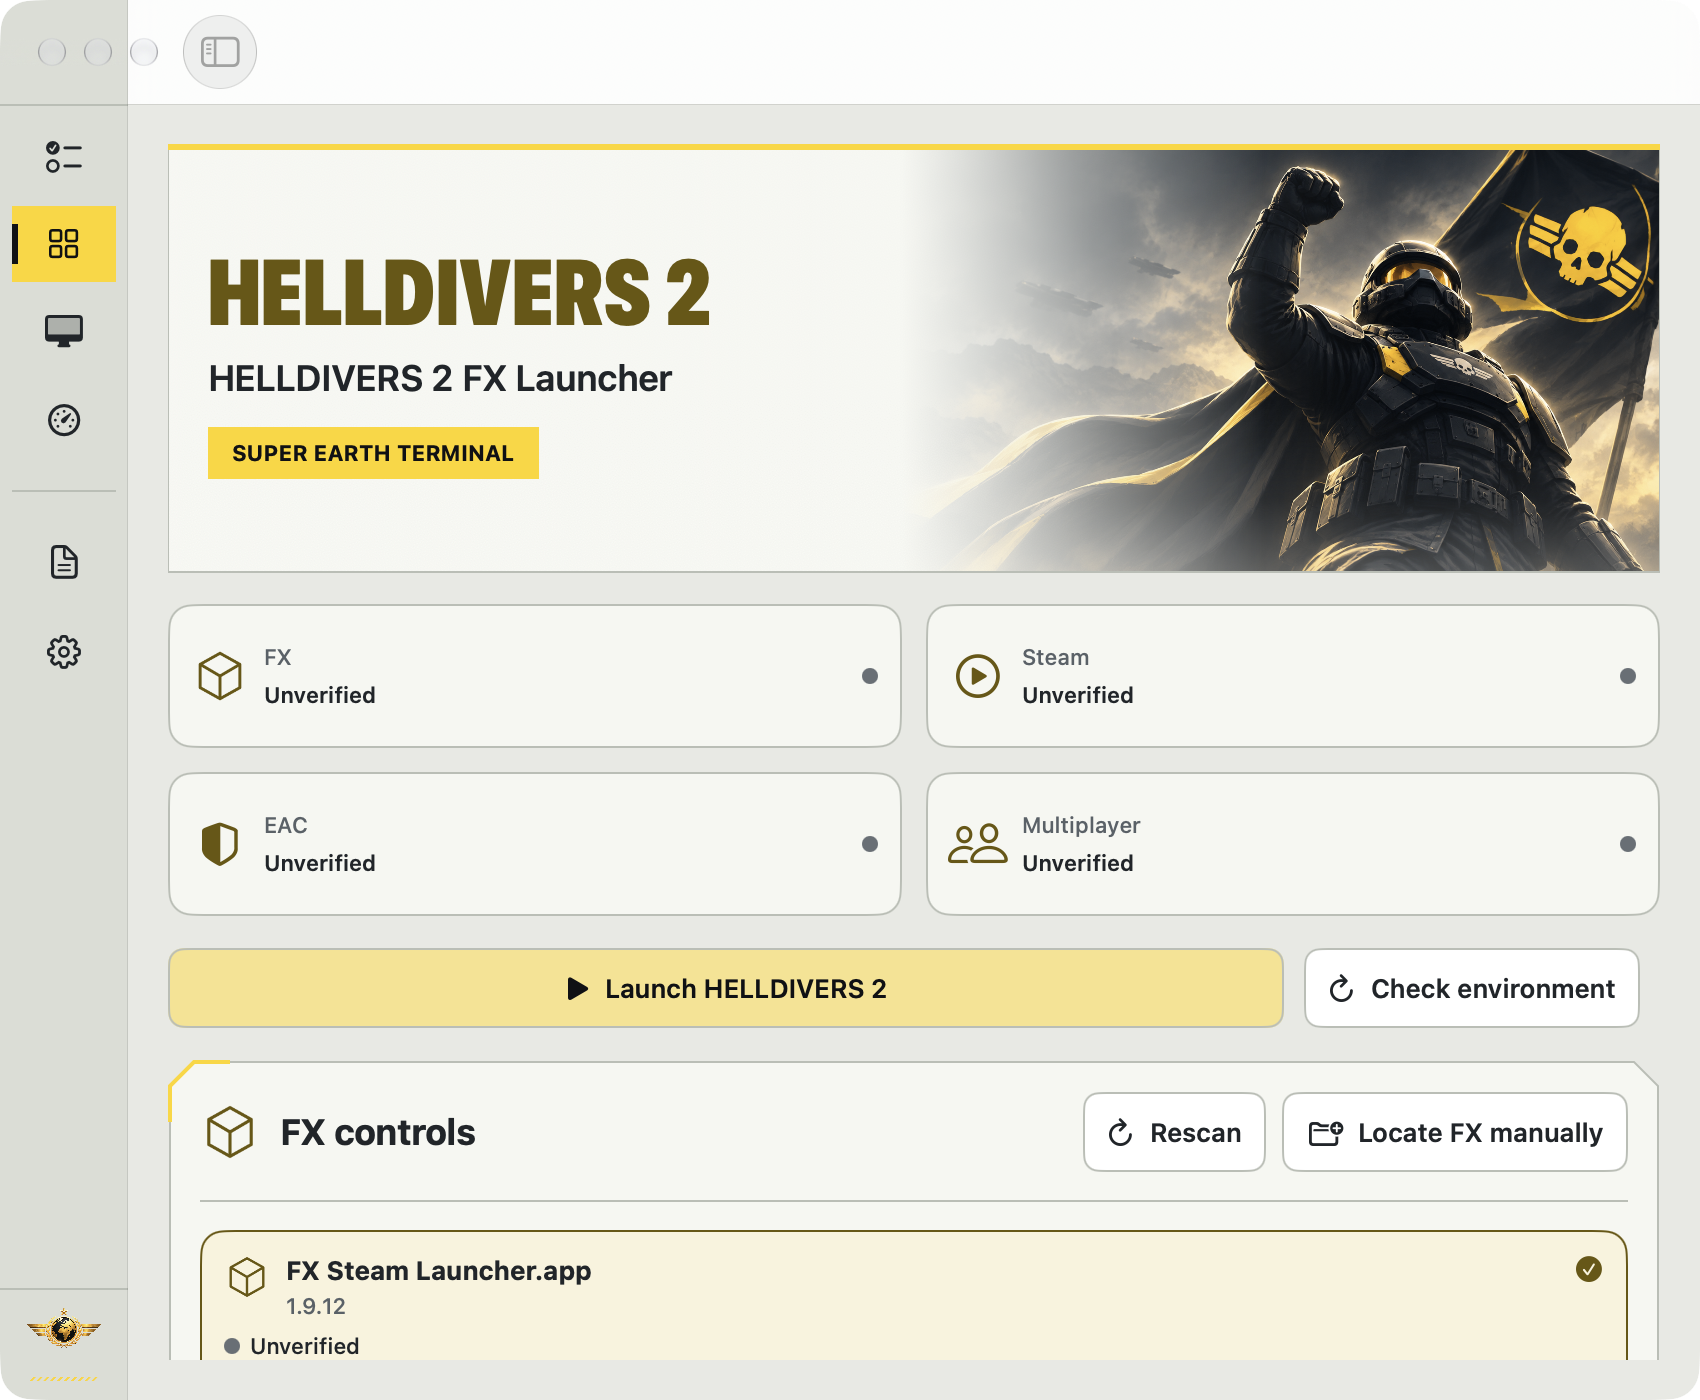 HELLDIVERS 2
HELLDIVERS 2 FX Launcher
SUPER EARTH TERMINAL
FX
Unverified
Steam
Unverified
EAC
Unverified
Multiplayer
Unverified
Launch HELLDIVERS 2
Check environment
FX controls
Rescan
Locate FX manually
FX Steam Launcher.app
1.9.12
Unverified